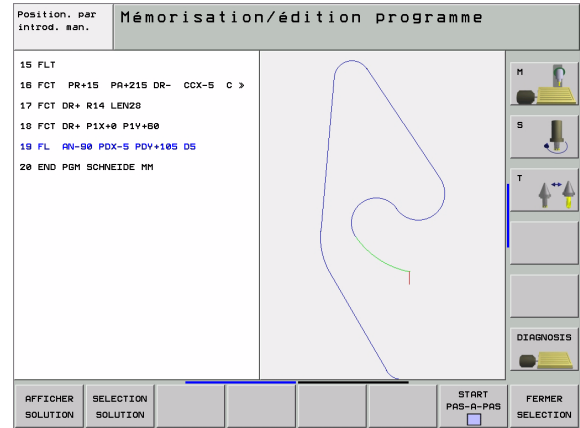 Position. par
introd. man.
Mémorisation/édition programme
15 FLT
16 FCT PR+15 PA+215 DR- CCX-5 C »
17 FCT DR+ R14 LEN28
18 FCT DR+ P1X+0 P1Y+60
19 FL AN-90 PDX-5 PDY+105 D5
20 END PGM SCHNEIDE MM
M
S
T
DIAGNOSIS
AFFICHER
SOLUTION
SELECTION
SOLUTION
START
PAS-A-PAS
FERMER
SELECTION